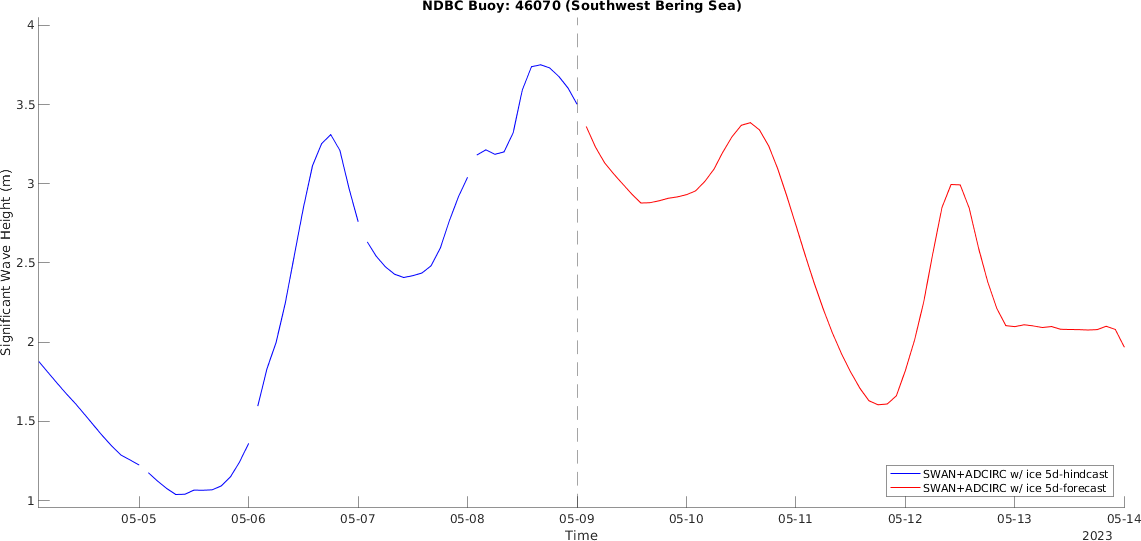 NDBC Buoy: 46070 (Southwest Bering Sea)
4
3.5
3
2.5
2
1.5
1
Significant Wave Height (m)
SWAN+ADCIRC w/ ice 5d-hindcast
SWAN+ADCIRC w/ ice 5d-forecast
05-05 05-06 05-07 05-08 05-09 05-10 05-11 05-12 05-13 05-14
Time
2023